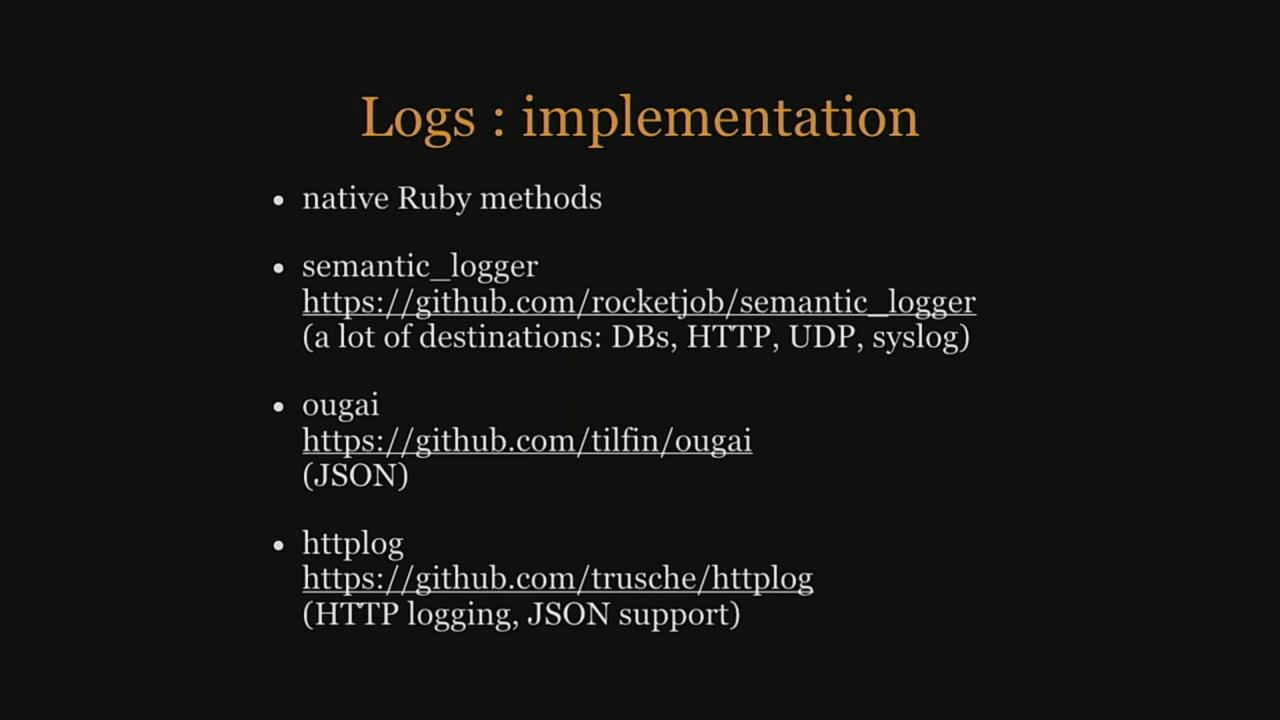 Logs : implementation
• native Ruby methods
• semantic_logger
https://github.com/rocketjob/semantic_logger
(a lot of destinations: DBs, HTTP, UDP, syslog)
• ougai
https://github.com/tilfin/ougai
(JSON)
• httplog
https://github.com/trusche/httplog
(HTTP logging, JSON support)